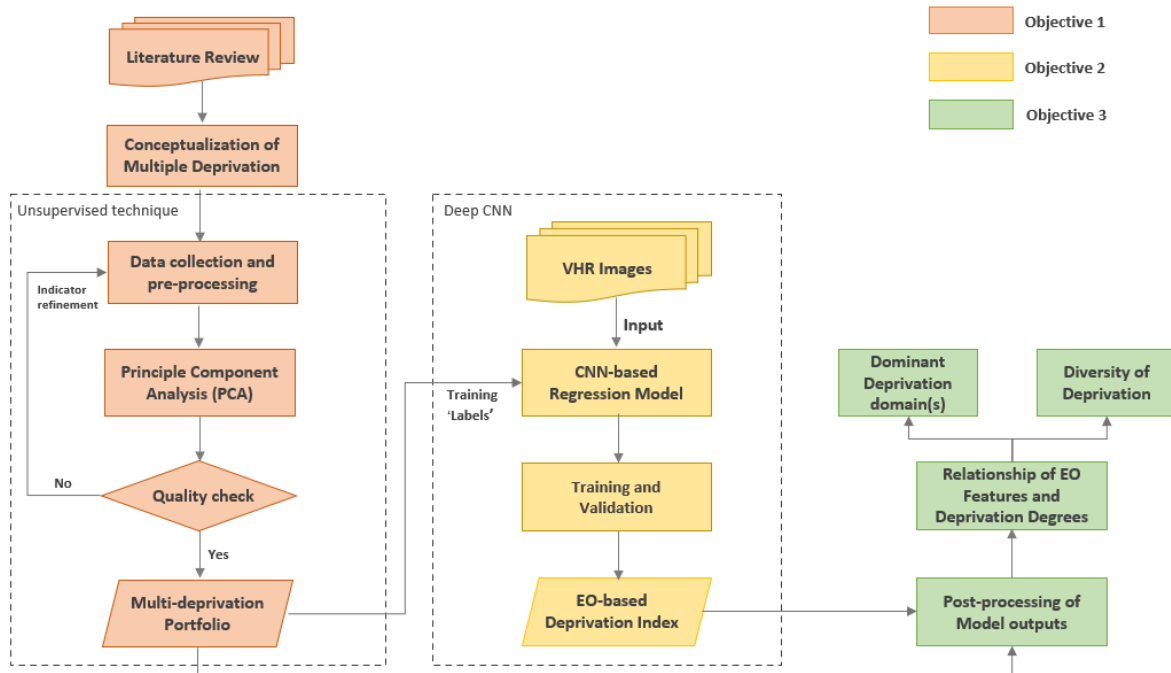 Literature Review
Conceptualization of
Multiple Deprivation
Unsupervised technique
Data collection and
pre-processing
Indicator
refinement
Principle Component
Analysis (PCA)
Quality check
No
Yes
Multi-deprivation
Portfolio
Deep CNN
VHR Images
Input
CNN-based
Regression Model
Training
'Labels'
Training and
Validation
EO-based
Deprivation Index
Objective 1
Objective 2
Objective 3
Dominant
Deprivation
domain(s)
Diversity of
Deprivation
Relationship of EO
Features and
Deprivation Degrees
Post-processing of
Model outputs